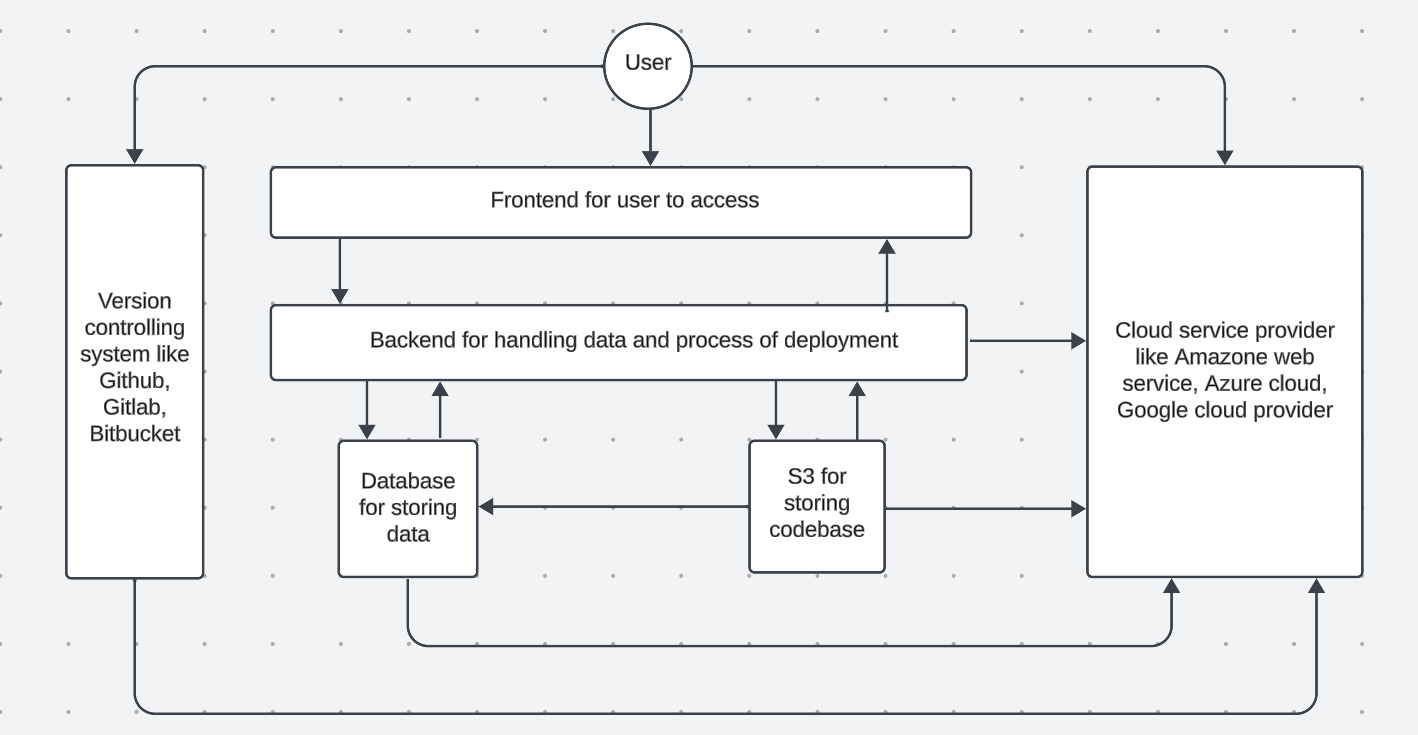 User
Frontend for user to access
Version
controlling
system like
Github,
Gitlab,
Bitbucket
Backend for handling data and process of deployment
Cloud service provider
like Amazone web
service, Azure cloud,
Google cloud provider
Database
for storing
data
S3 for
storing
codebase